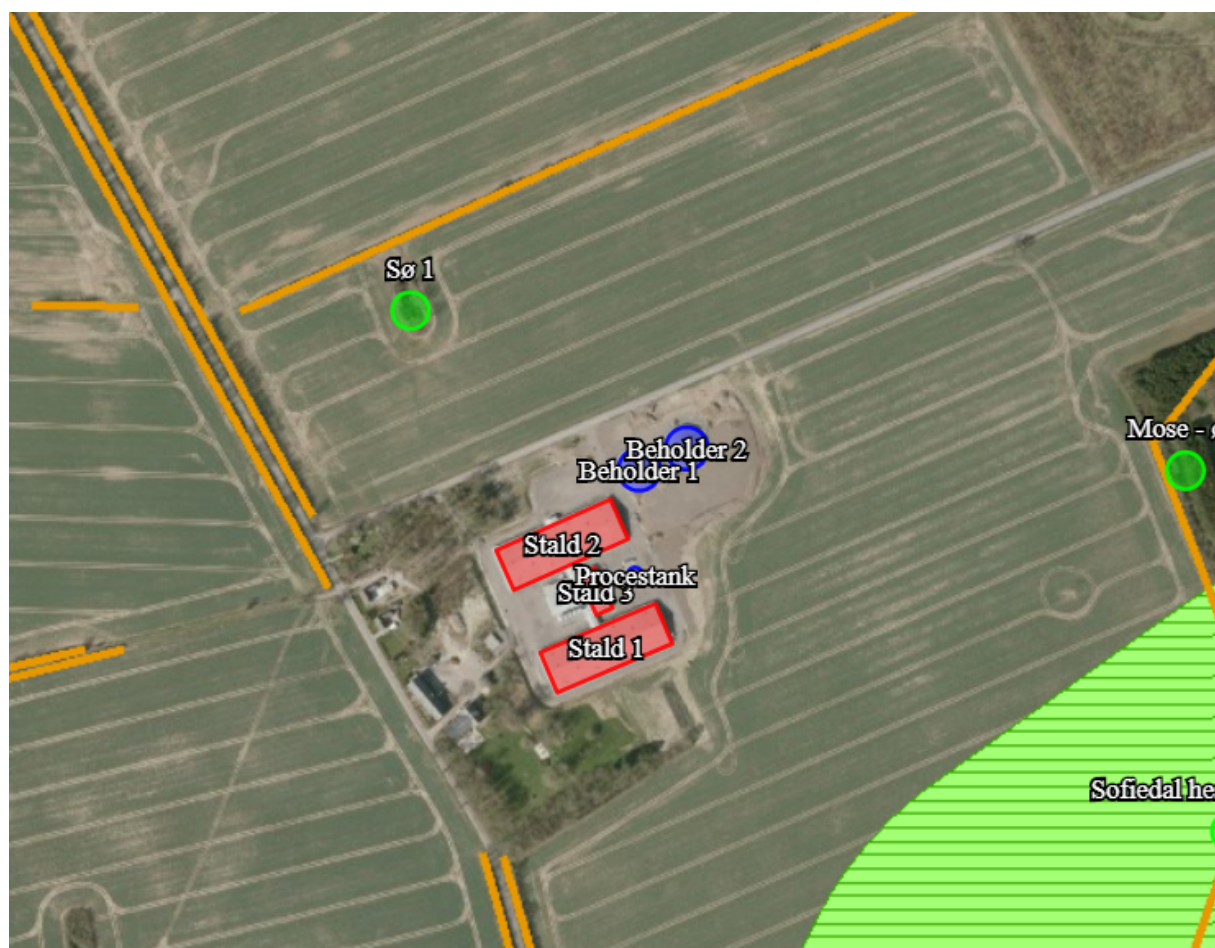 Sø 1
Mose - ø
Beholder 2
Beholder 1
Stald 2
Procestank
Stald 3
Stald 1
Sofiedal he